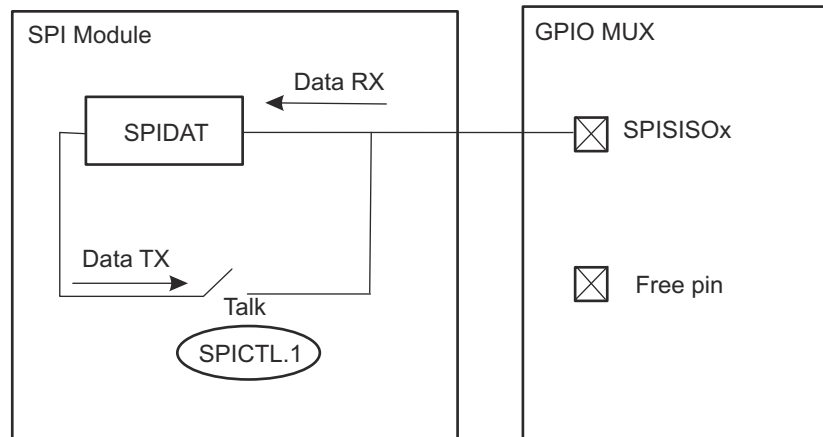 SPI Module
GPIO MUX
Data RX
SPIDAT
SPISISOx
Data TX
Free pin
Talk
SPICTL.1